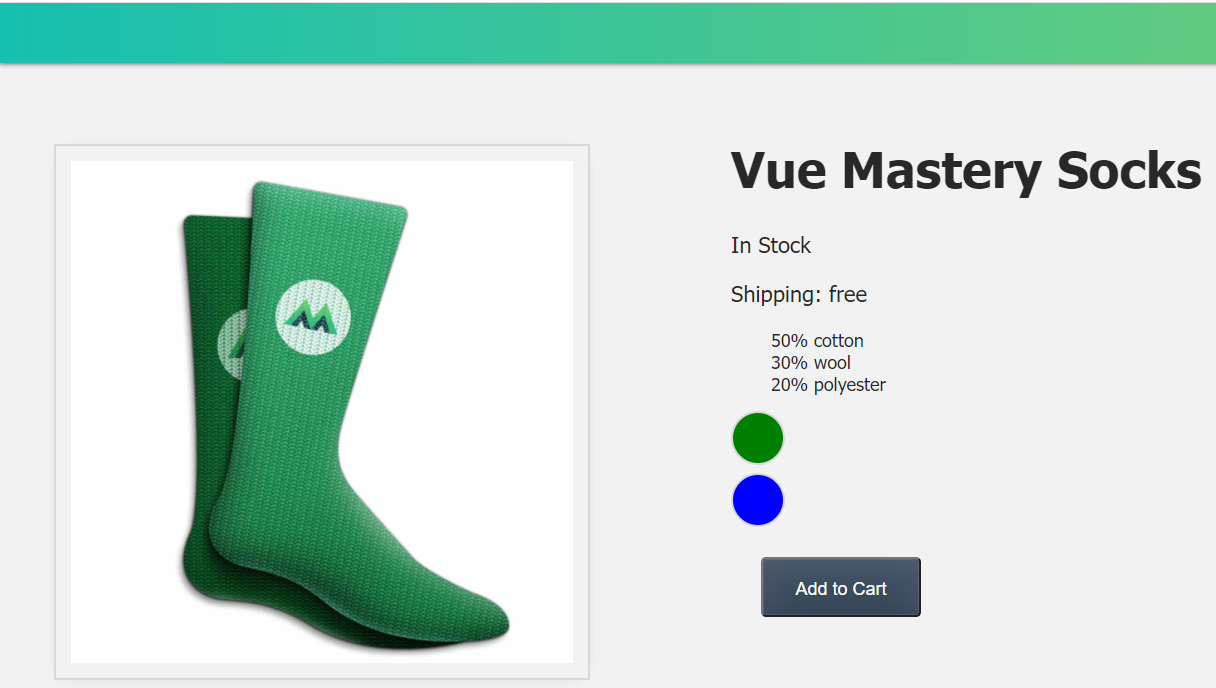 Vue Mastery Socks
In Stock
Shipping: free
50% cotton
30% wool
20% polyester
Add to Cart